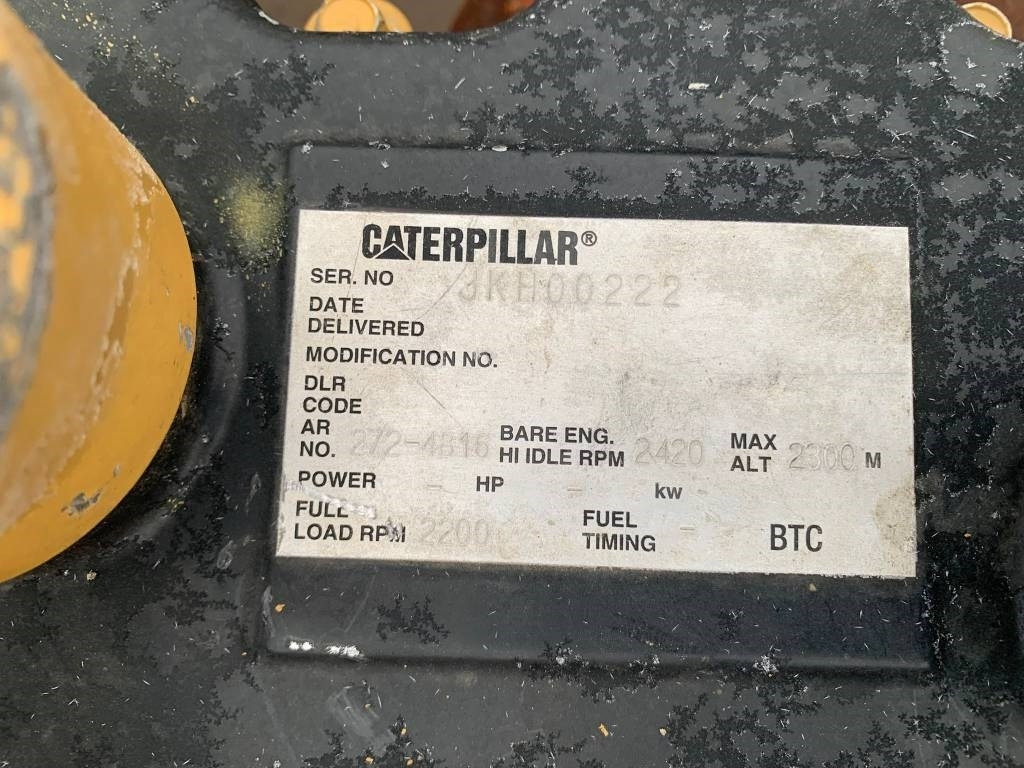 CATERPILLAR®
SER. NO JKH00222
DATE
DELIVERED
MODIFICATION NO.
DLR
CODE
AR
NO. 272-4816 BARE ENG. HI IDLE RPM 2420 MAX ALT 2300 M
POWER - HP - kw
FULL
LOAD RPM 2200 FUEL TIMING - BTC